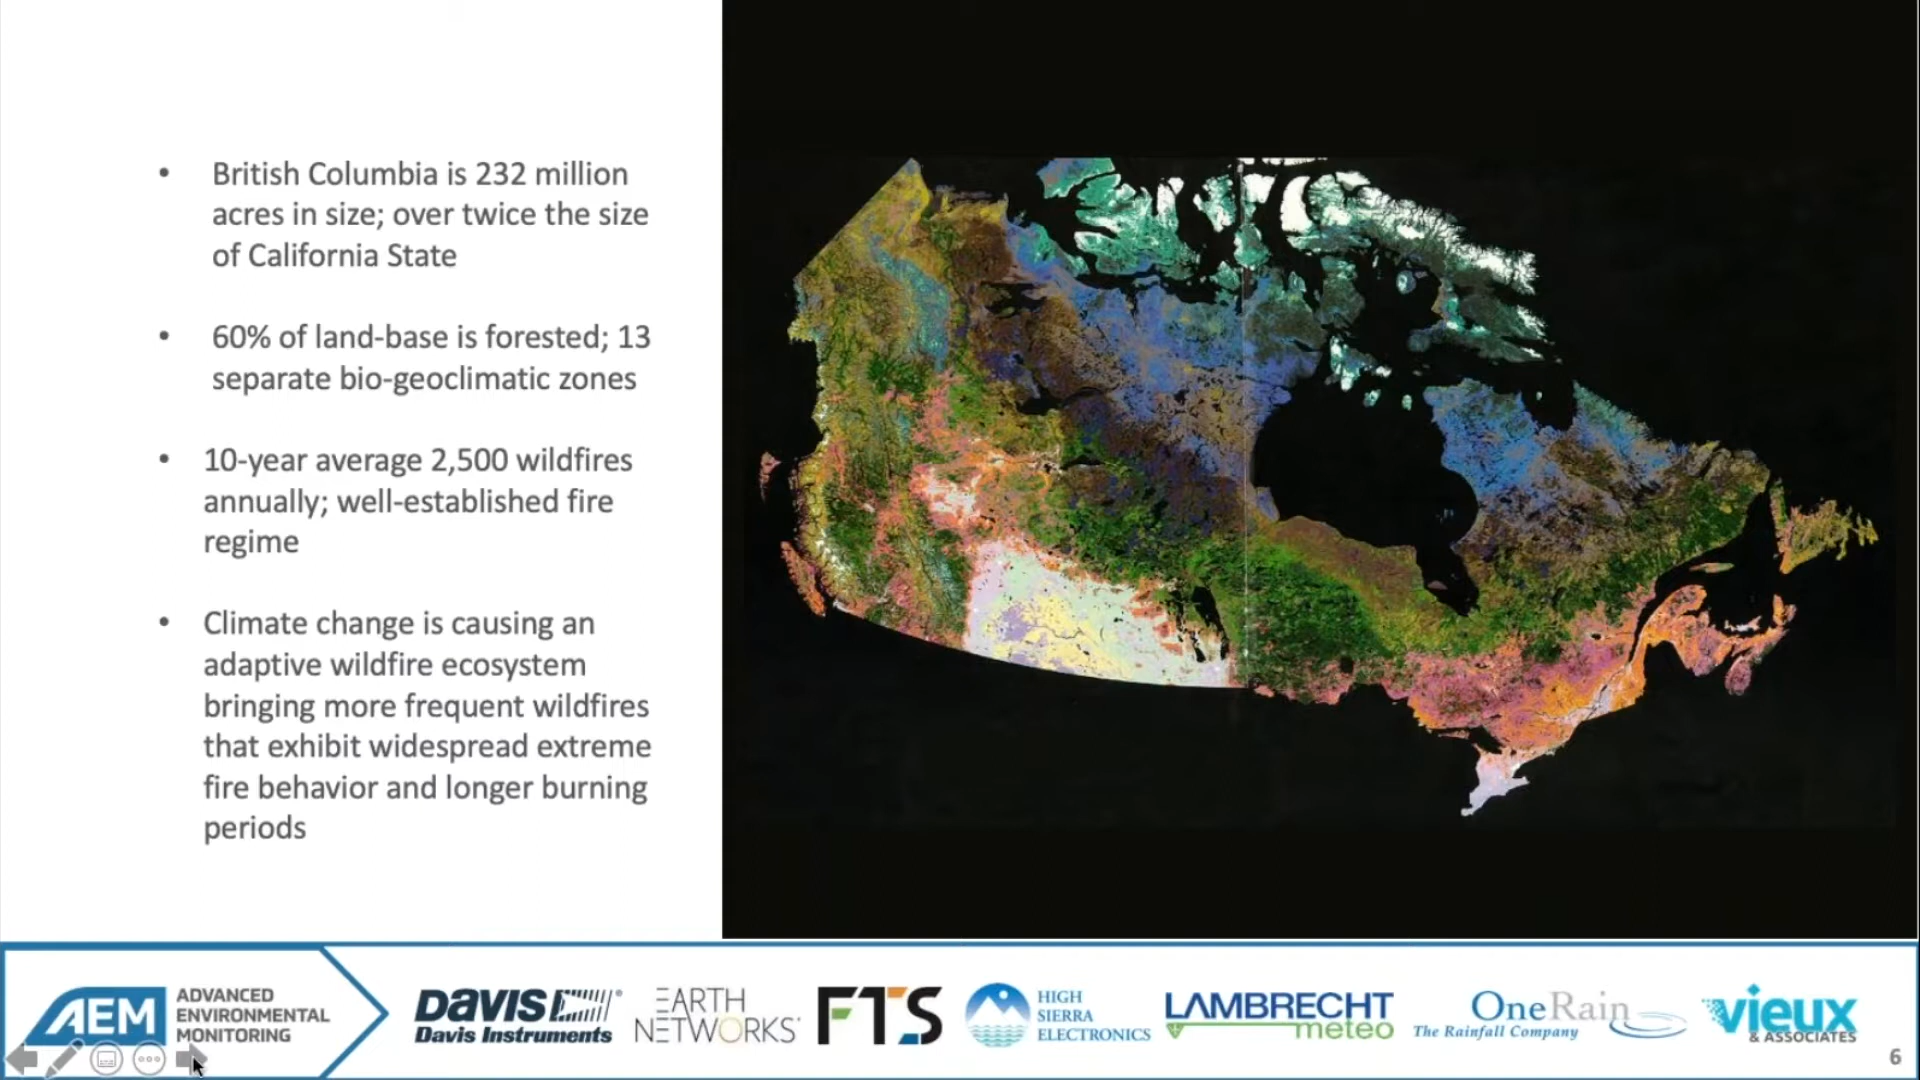 • British Columbia is 232 million
acres in size; over twice the size
of California State
• 60% of land-base is forested; 13
separate bio-geoclimatic zones
• 10-year average 2,500 wildfires
annually; well-established fire
regime
• Climate change is causing an
adaptive wildfire ecosystem
bringing more frequent wildfires
that exhibit widespread extreme
fire behavior and longer burning
periods
AEM
ADVANCED
ENVIRONMENTAL
MONITORING
DAVIS®
Davis Instruments
EARTH
NETWORKS
FTS
HIGH
SIERRA
ELECTRONICS
LAMBRECHT
meteo
OneRain
The Rainfall Company
vieux
& ASSOCIATES
6